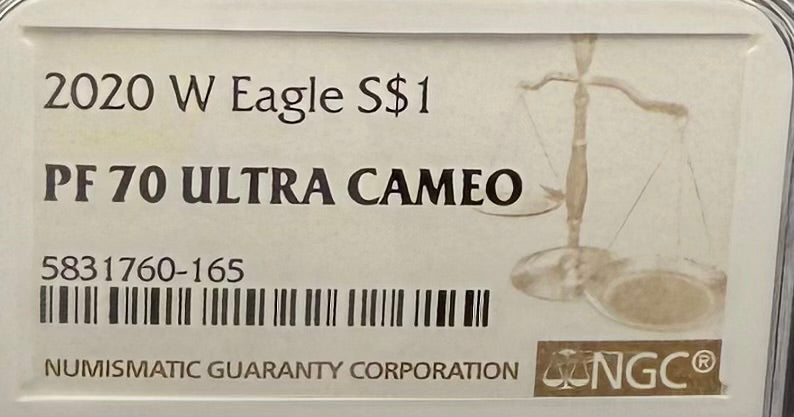 2020 W Eagle S$1
PF 70 ULTRA CAMEO
5831760-165
NUMISMATIC GUARANTY CORPORATION NGC®